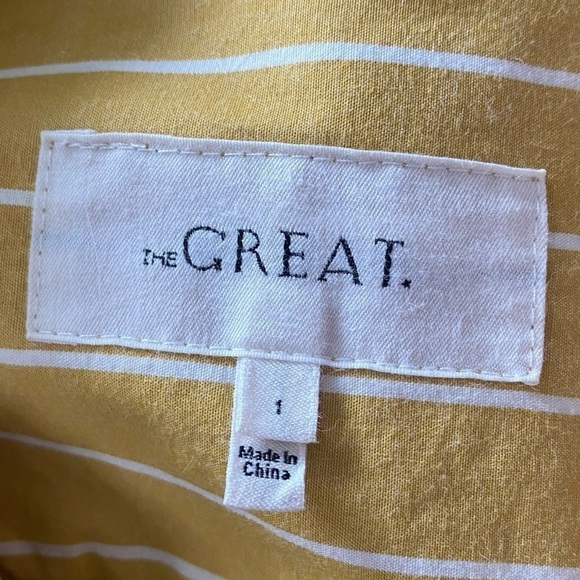 THE GREAT.
1
Made In
China